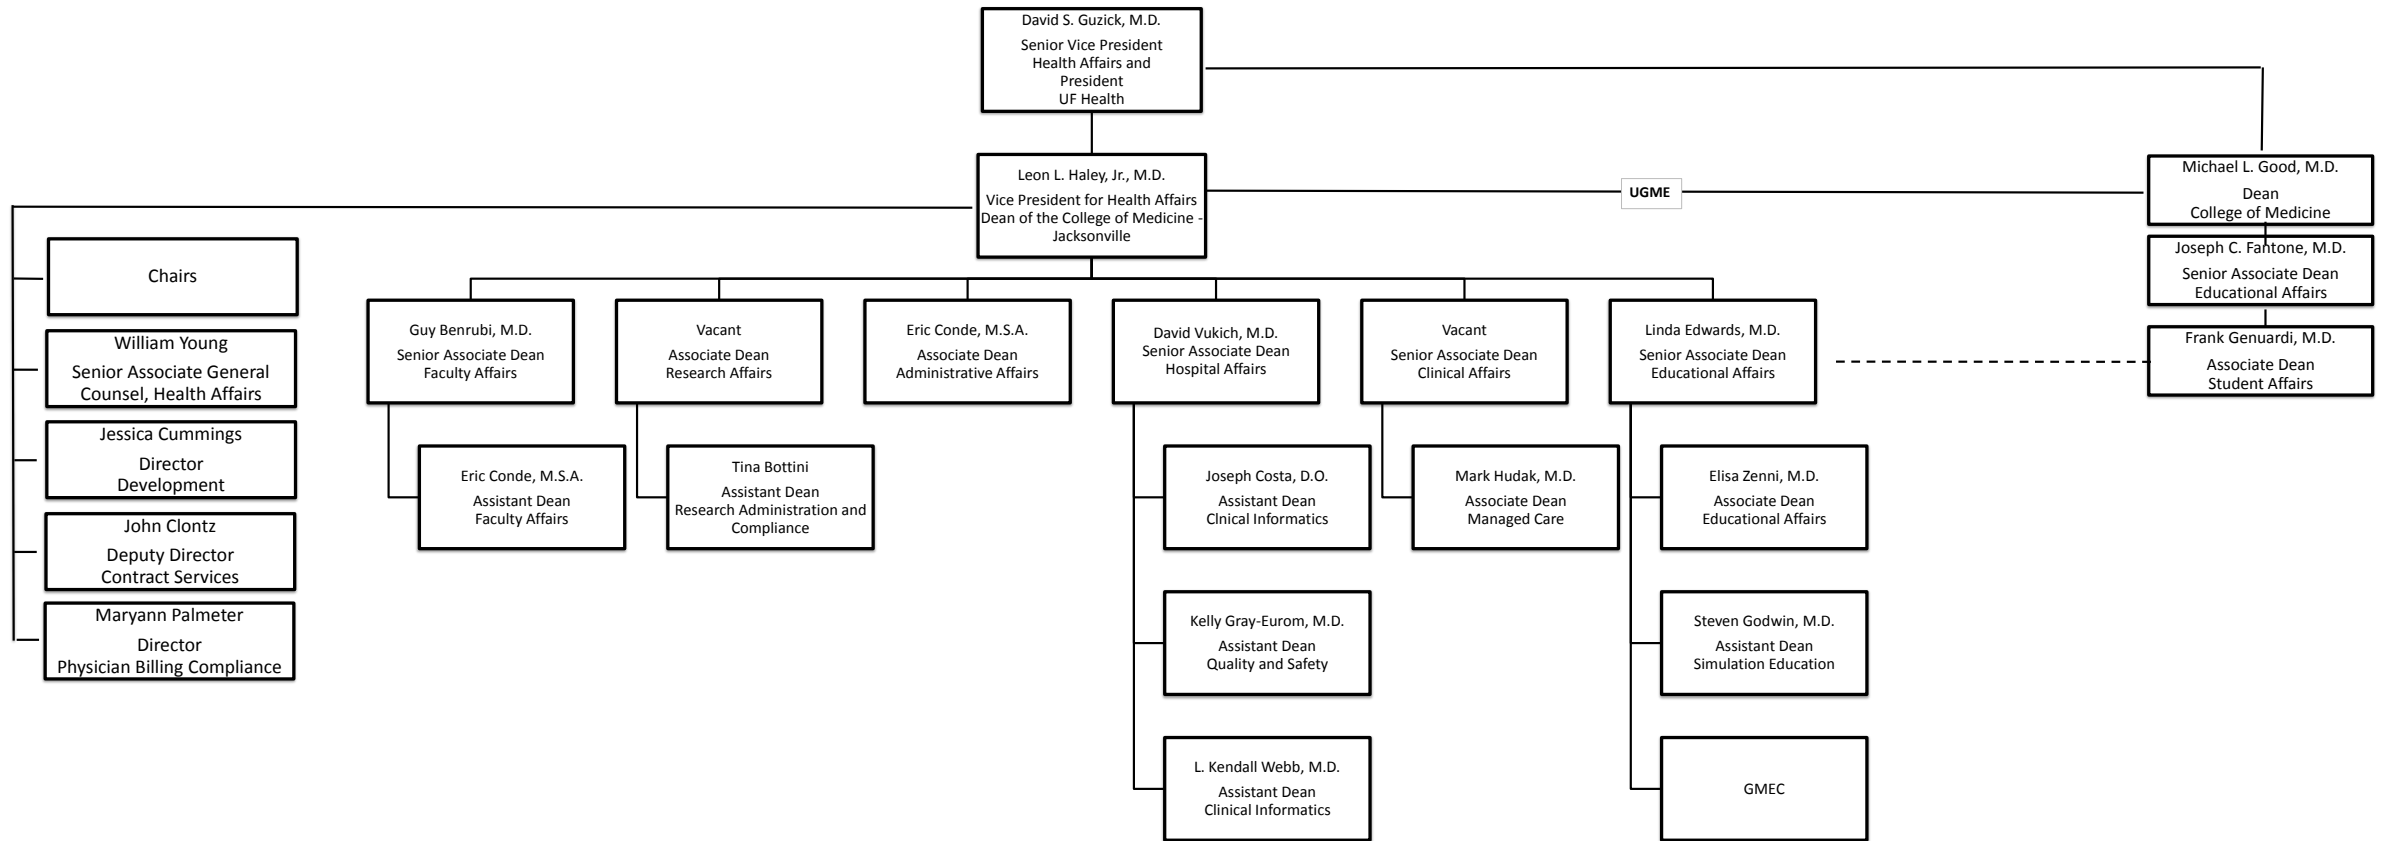 David S. Guzick, M.D.
Senior Vice President
Health Affairs and
President
UF Health
Leon L. Haley, Jr., M.D.
Vice President for Health Affairs
Dean of the College of Medicine -
Jacksonville
UGME
Michael L. Good, M.D.
Dean
College of Medicine
Joseph C. Fantone, M.D.
Senior Associate Dean
Educational Affairs
Frank Genuardi, M.D.
Associate Dean
Student Affairs
Chairs
William Young
Senior Associate General
Counsel, Health Affairs
Jessica Cummings
Director
Development
John Clontz
Deputy Director
Contract Services
Maryann Palmeter
Director
Physician Billing Compliance
Guy Benrubi, M.D.
Senior Associate Dean
Faculty Affairs
Eric Conde, M.S.A.
Assistant Dean
Faculty Affairs
Vacant
Associate Dean
Research Affairs
Tina Bottini
Assistant Dean
Research Administration and
Compliance
Eric Conde, M.S.A.
Associate Dean
Administrative Affairs
David Vukich, M.D.
Senior Associate Dean
Hospital Affairs
Joseph Costa, D.O.
Assistant Dean
Clnical Informatics
Kelly Gray-Eurom, M.D.
Assistant Dean
Quality and Safety
L. Kendall Webb, M.D.
Assistant Dean
Clinical Informatics
Vacant
Senior Associate Dean
Clinical Affairs
Mark Hudak, M.D.
Associate Dean
Managed Care
Linda Edwards, M.D.
Senior Associate Dean
Educational Affairs
Elisa Zenni, M.D.
Associate Dean
Educational Affairs
Steven Godwin, M.D.
Assistant Dean
Simulation Education
GMEC